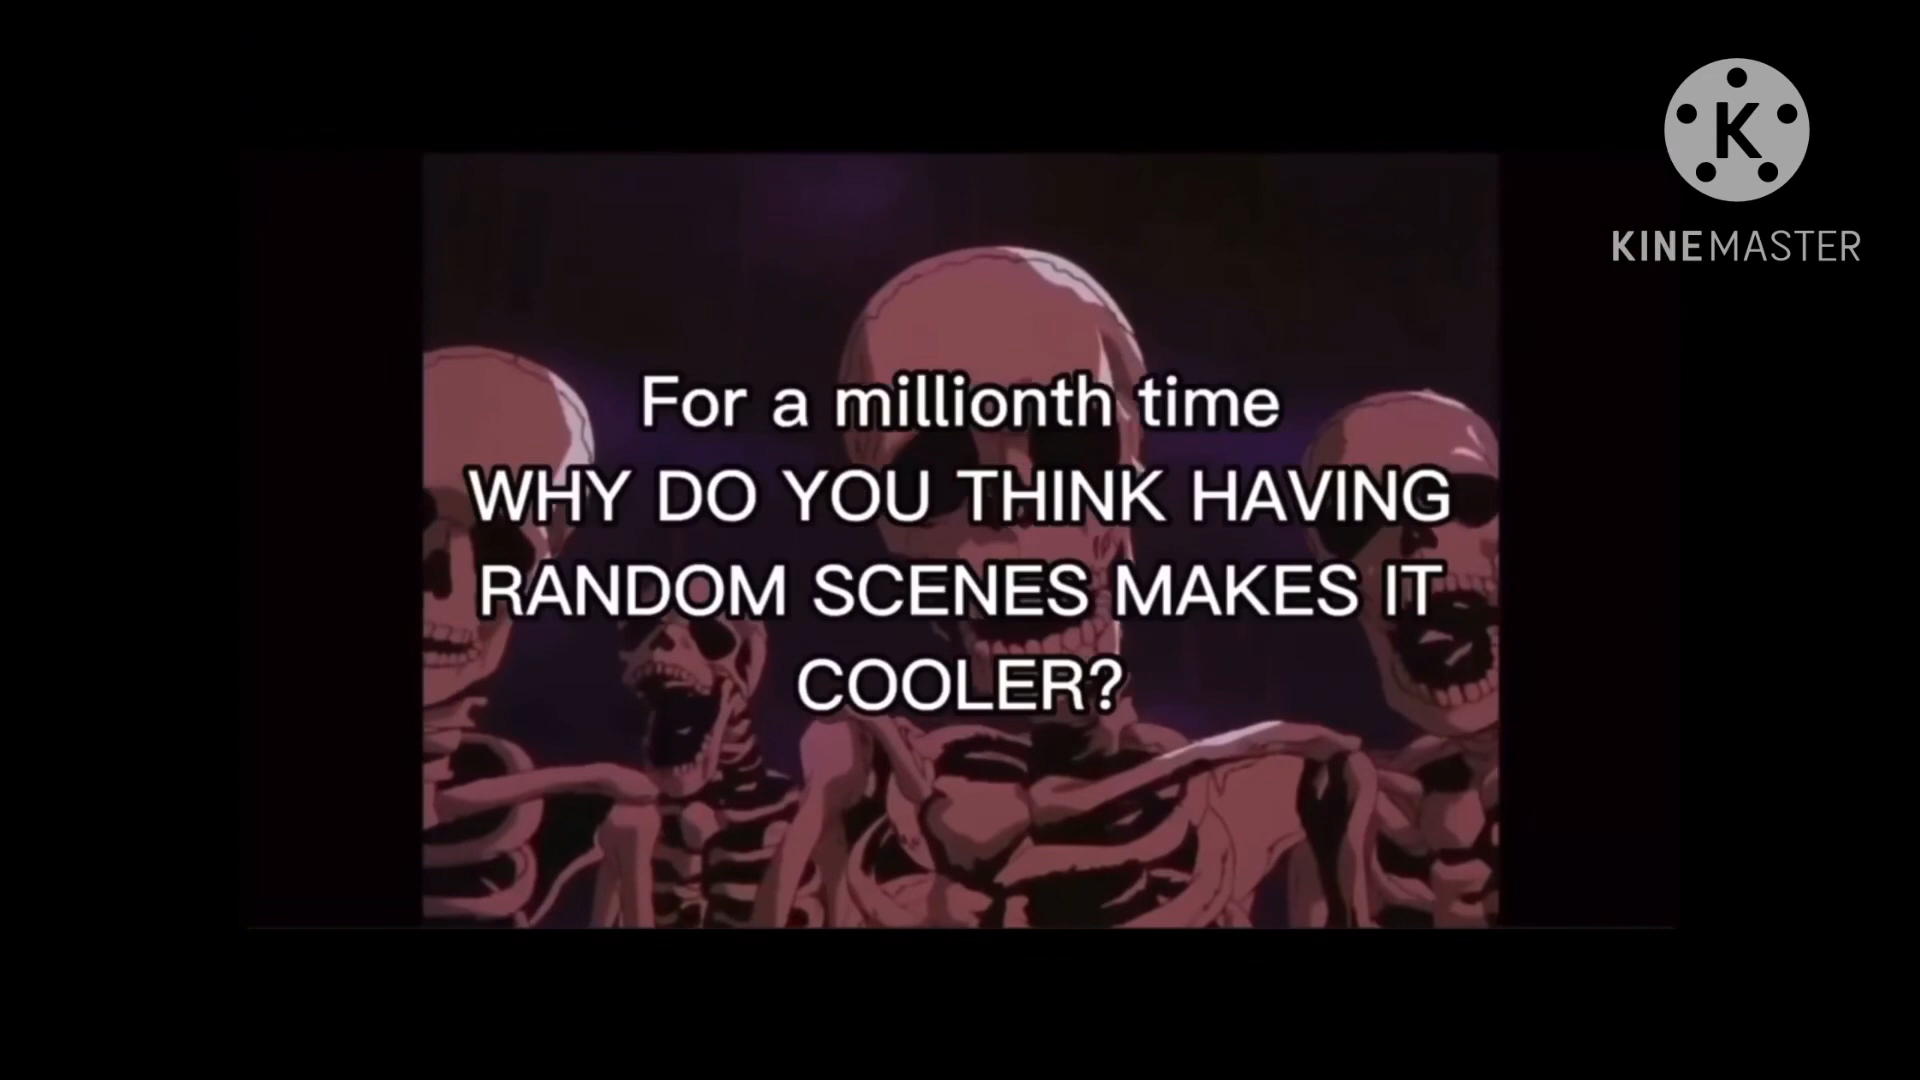 K
KINEMASTER
For a millionth time
WHY DO YOU THINK HAVING
RANDOM SCENES MAKES IT
COOLER?